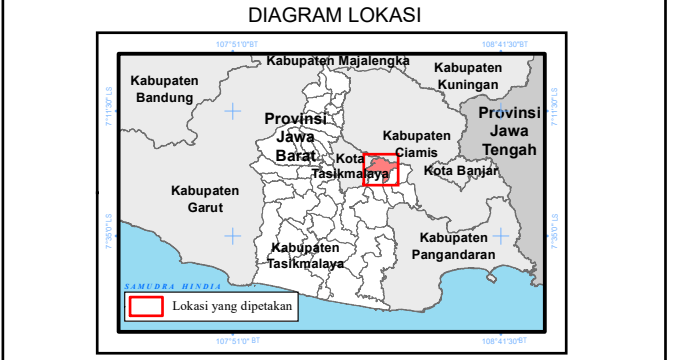 DIAGRAM LOKASI
107°51'0"BT
108°41'30"BT
Kabupaten Majalengka
Kabupaten
Kuningan
Kabupaten
Bandung
7°11'30" LS
7°11'30" LS
Provinsi
Jawa
Tengah
Provinsi
Jawa
Barat
Kabupaten
Ciamis
Kota
Tasikmalaya
Kota Banjar
Kabupaten
Garut
Kabupaten
Tasikmalaya
Kabupaten
Pangandaran
7°35'0" LS
7°35'0" LS
SAMUDRA HINDIA
Lokasi yang dipetakan
107°51'0" BT
108°41'30"BT